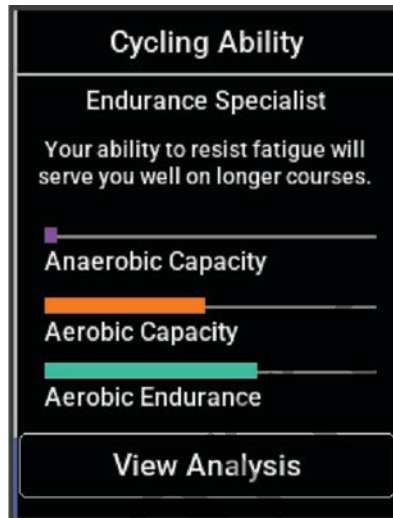 Cycling Ability
Endurance Specialist
Your ability to resist fatigue will
serve you well on longer courses.
Anaerobic Capacity
Aerobic Capacity
Aerobic Endurance
View Analysis